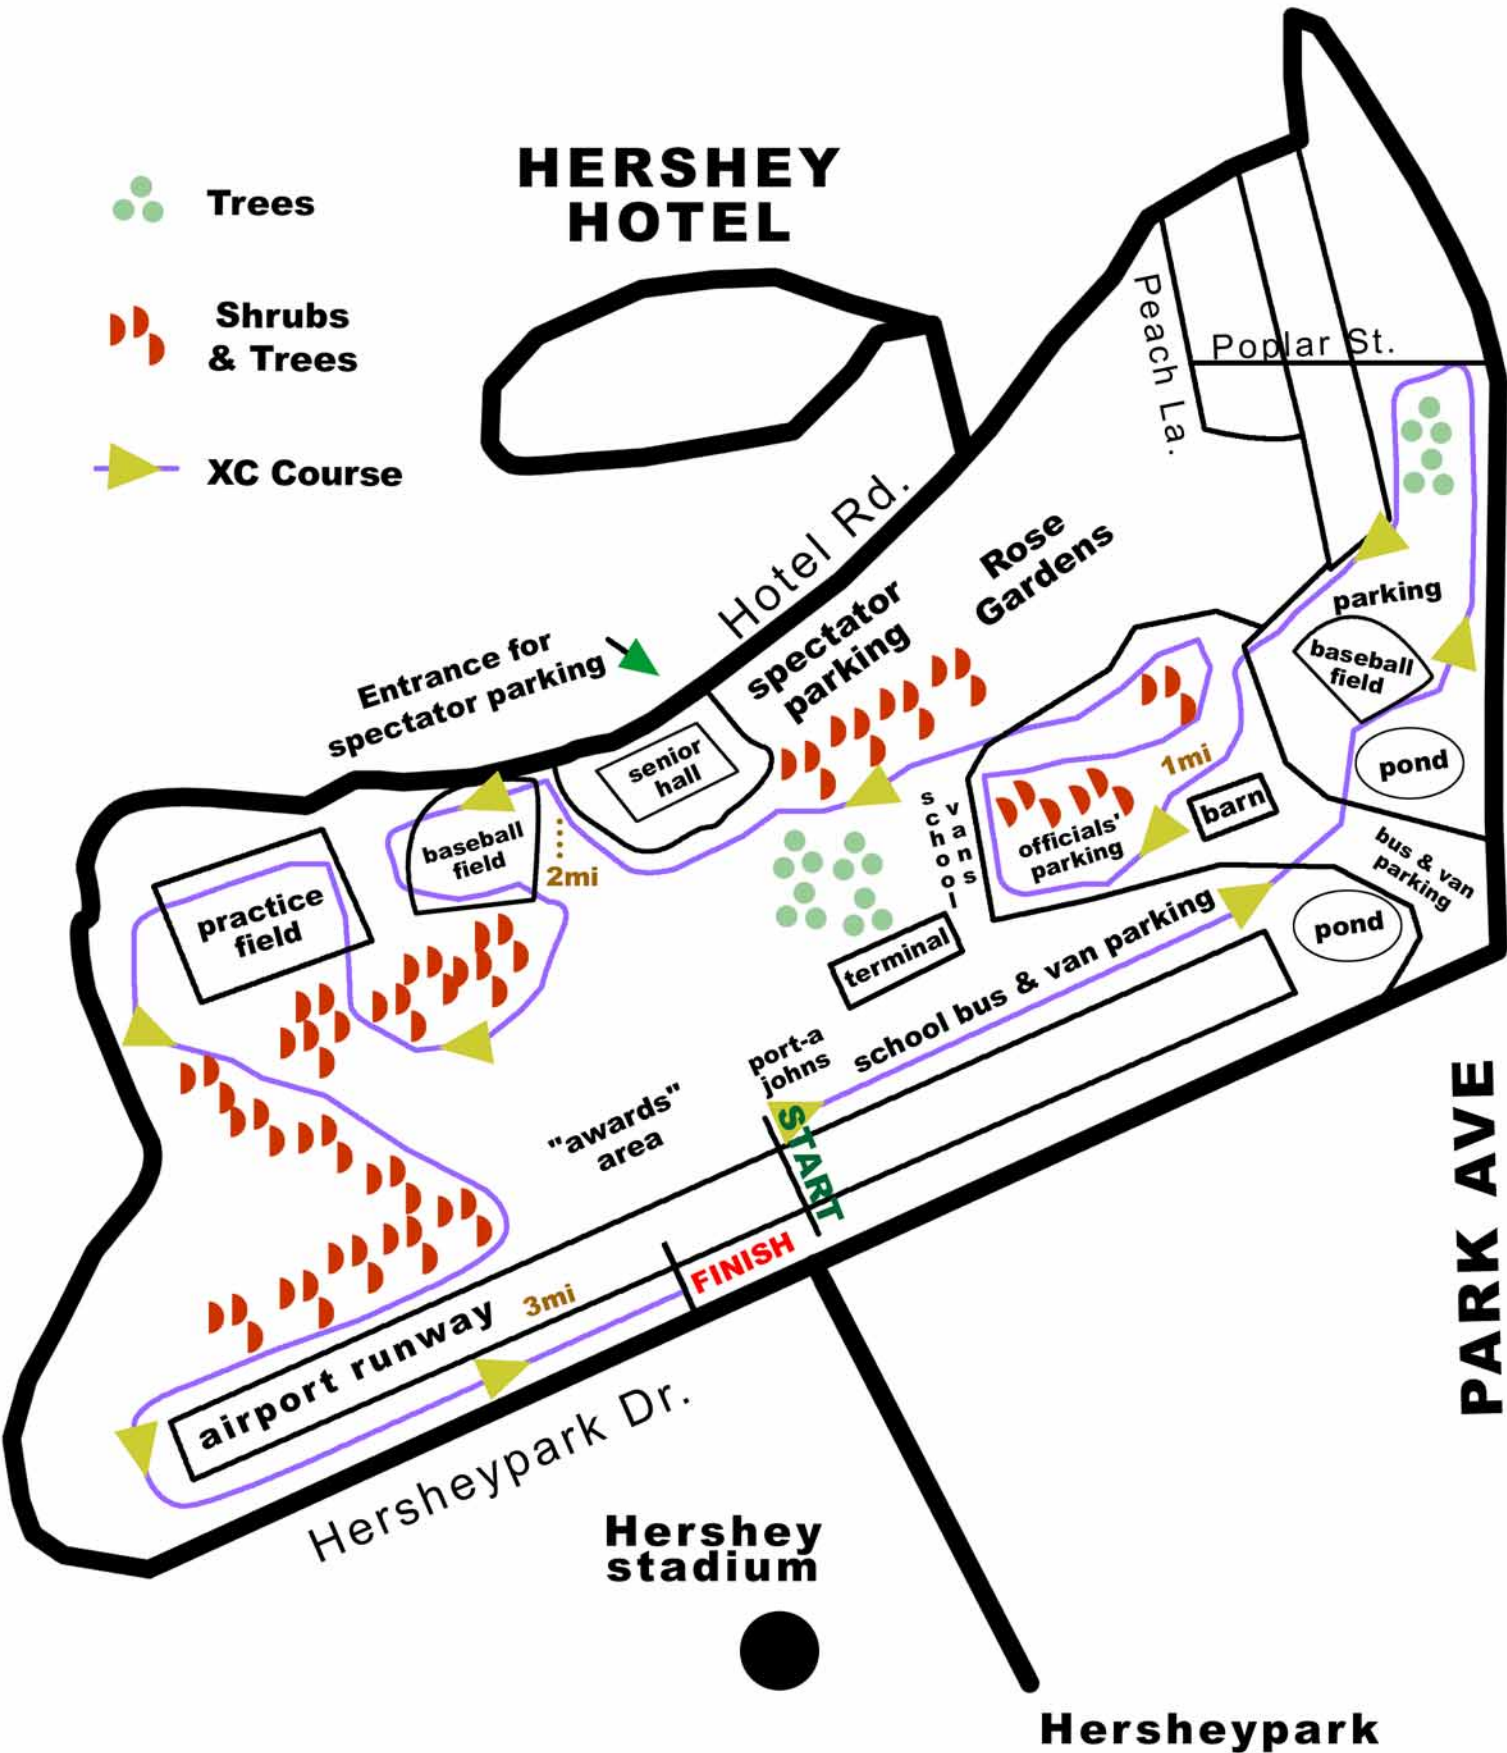 HERSHEY
HOTEL
Trees
Shrubs
& Trees
XC Course
Peach La.
Poplar St.
Hotel Rd.
Rose
Gardens
spectator
parking
Entrance for
spectator parking
parking
baseball
field
pond
senior
hall
1mi
barn
officials'
parking
school
vans
bus & van
parking
pond
baseball
field
2mi
practice
field
terminal
school bus & van parking
port-a
johns
"awards"
area
START
FINISH
3mi
airport runway
Hersheypark Dr.
PARK AVE
Hershey
stadium
Hersheypark